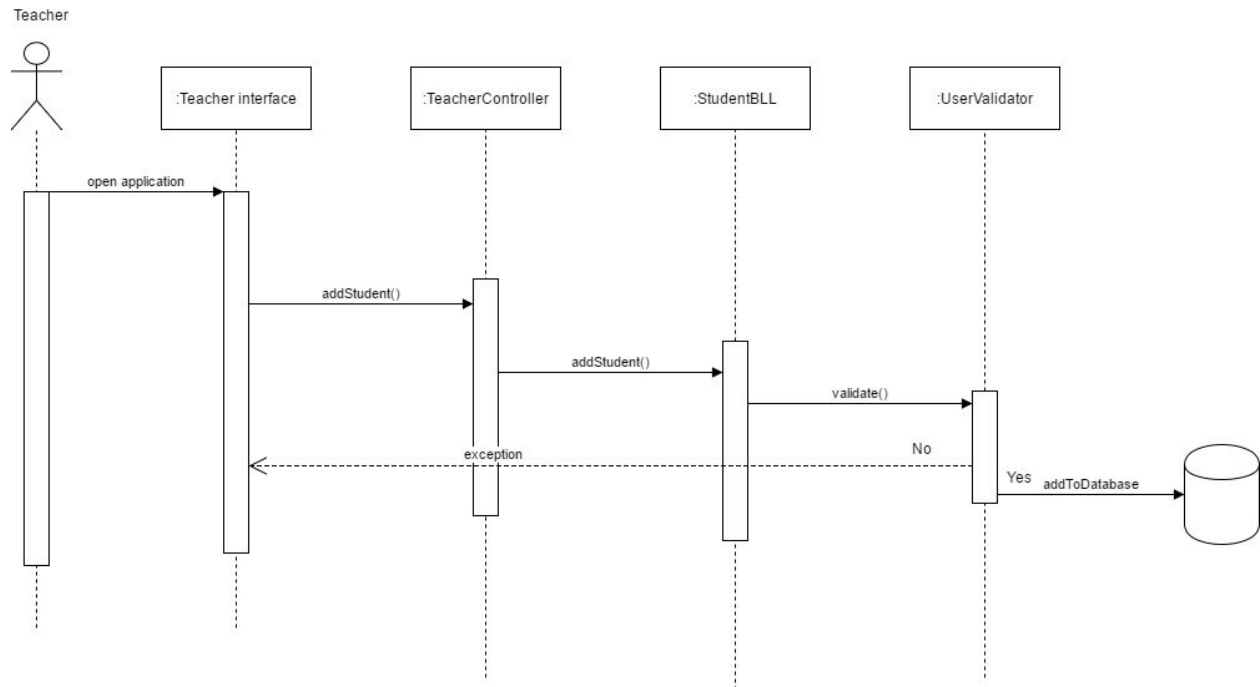 Teacher
:Teacher interface
:TeacherController
:StudentBLL
:UserValidator
open application
addStudent()
addStudent()
validate()
exception
No
Yes
addToDatabase